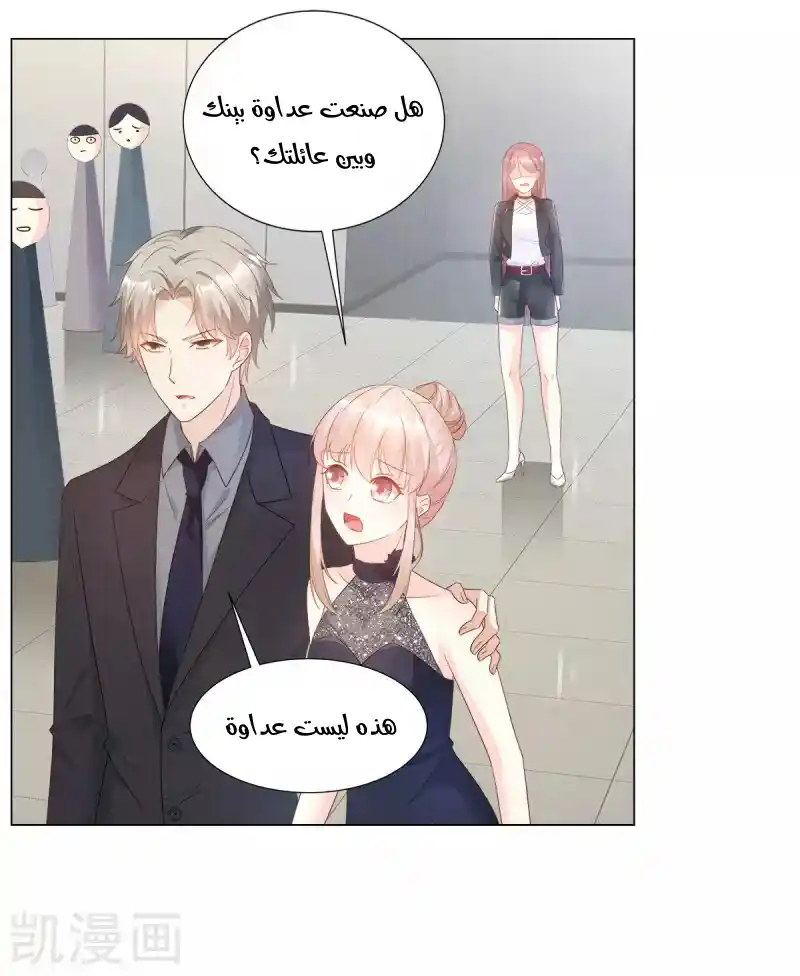 هل صنعت عداوة بينك
وبين عائلتك؟
هذه ليست عداوة
凯漫画